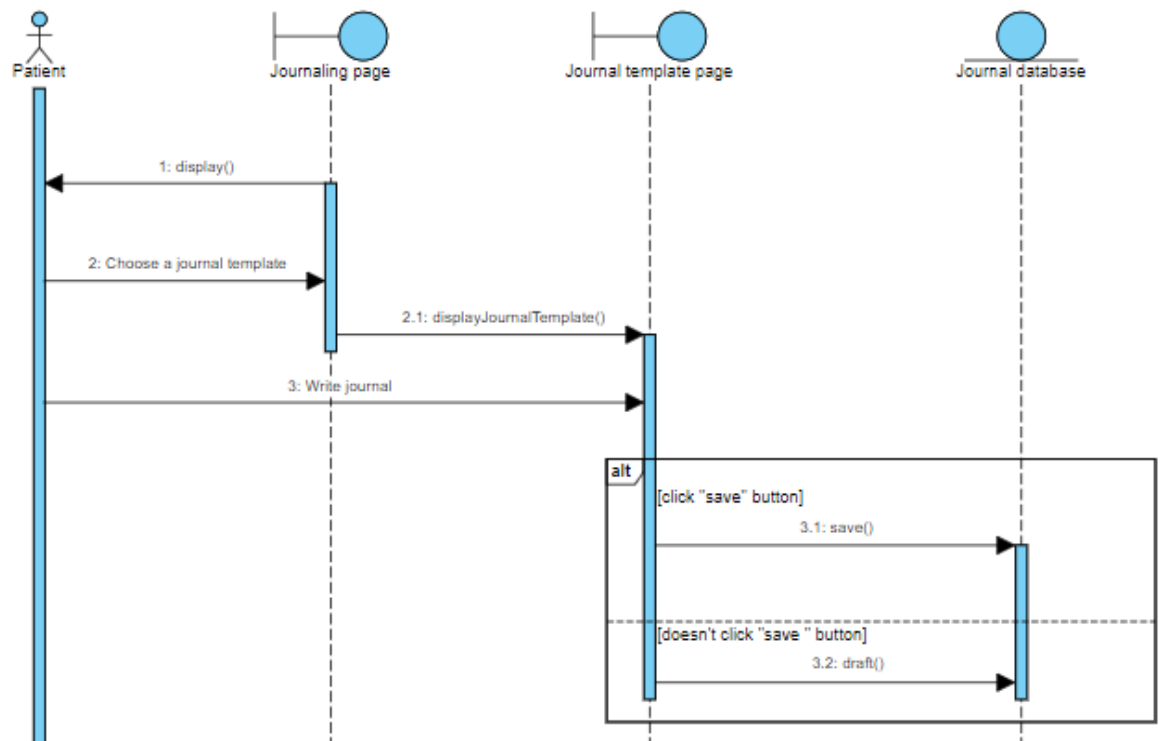 Patient
Journaling page
Journal template page
Journal database
1: display()
2: Choose a journal template
2.1: displayJournalTemplate()
3: Write journal
alt
[click "save" button]
3.1: save()
[doesn't click "save " button]
3.2: draft()